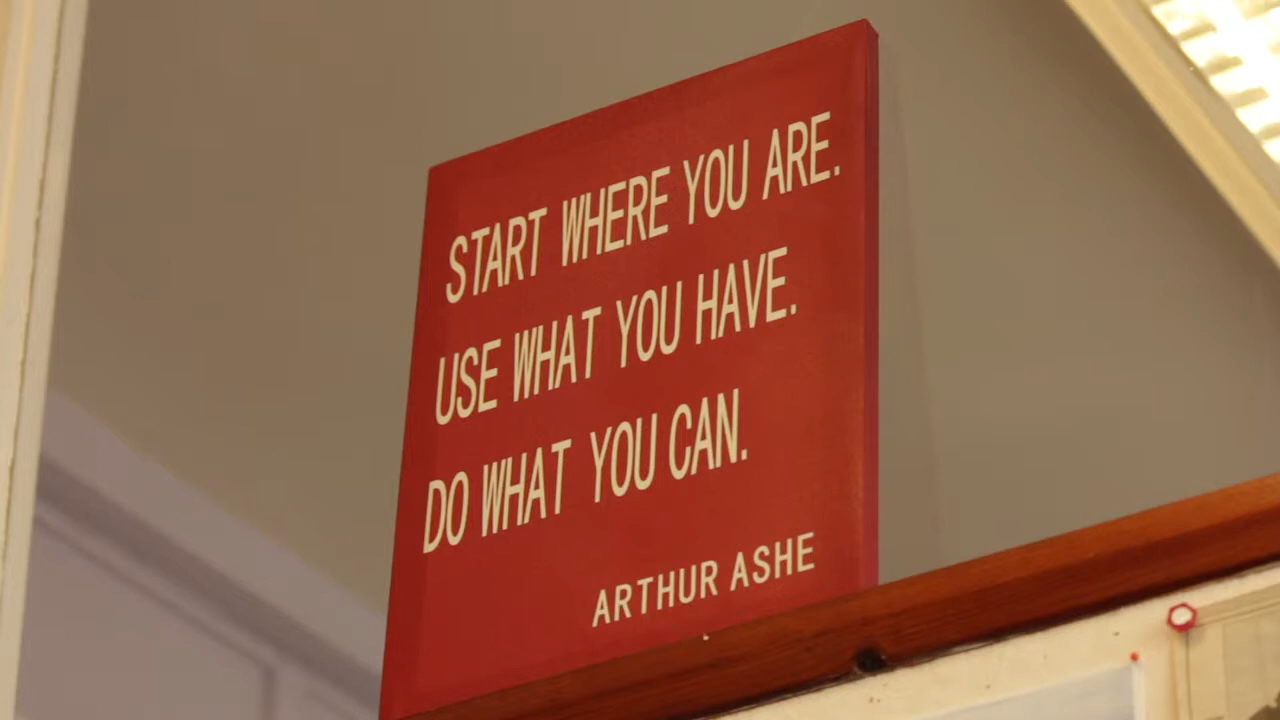 START WHERE YOU ARE.
USE WHAT YOU HAVE.
DO WHAT YOU CAN.
ARTHUR ASHE